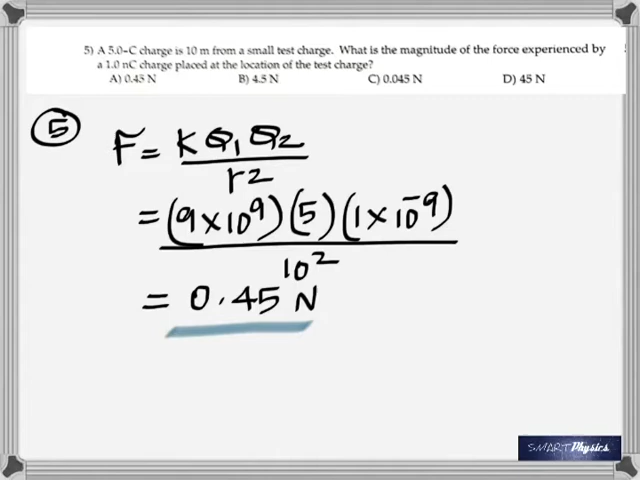 5) A 5.0-C charge is 10 m from a small test charge. What is the magnitude of the force experienced by
a 1.0 nC charge placed at the location of the test charge?
A) 0.45 N B) 4.5 N C) 0.045 N D) 45 N
5
F = K Q1 Q2
r2
= (9×10^9) (5) (1×10^-9)
10^2
= 0.45 N
SMART Physics